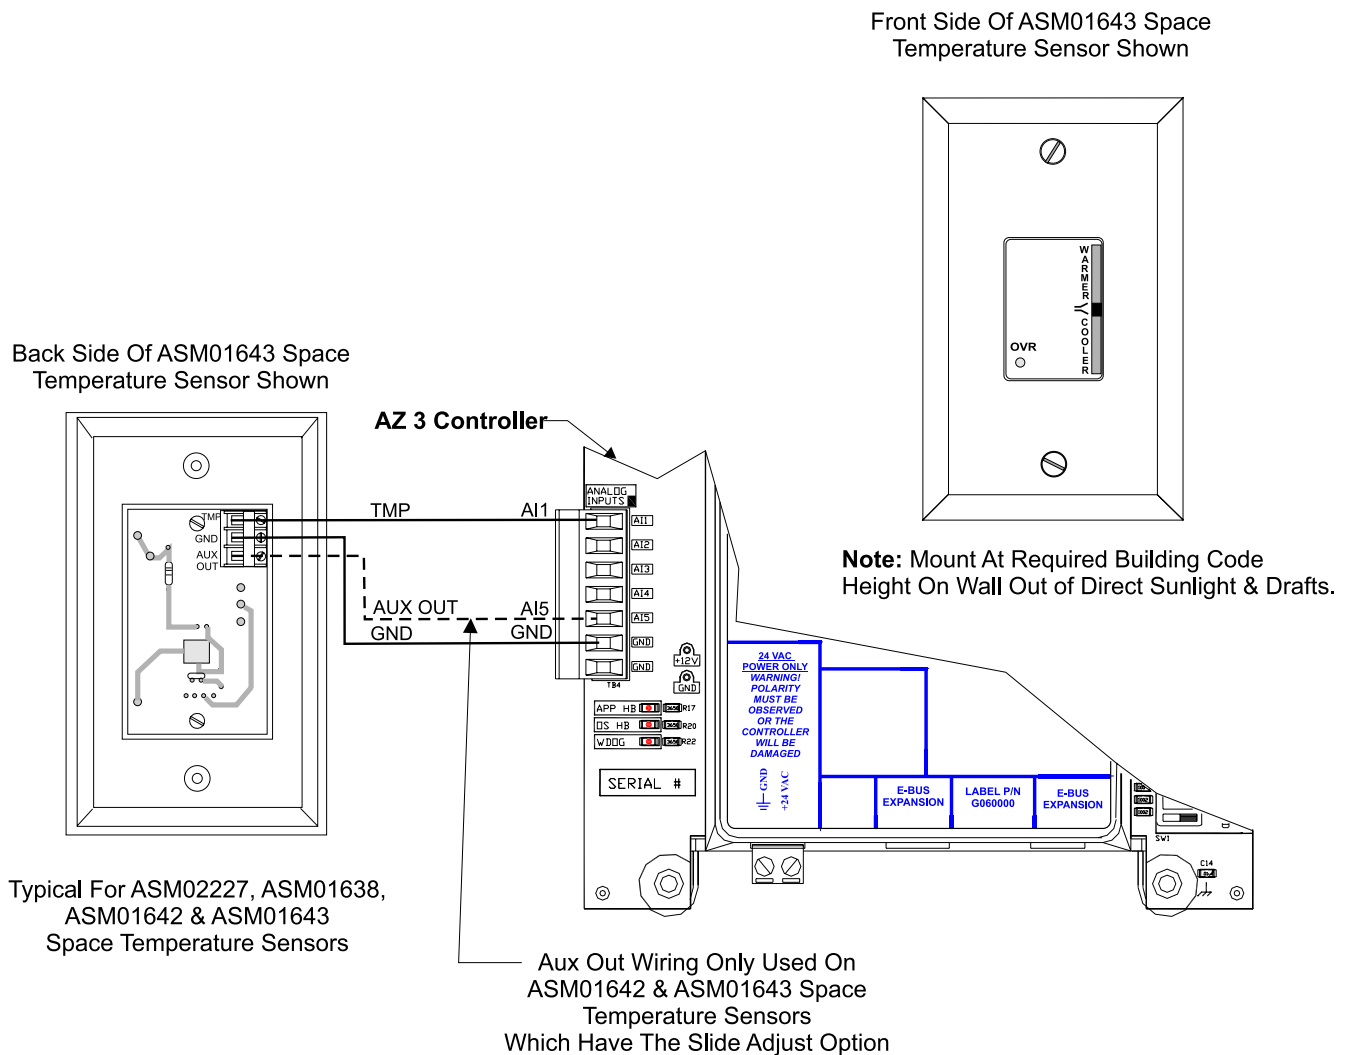 Front Side Of ASM01643 Space
Temperature Sensor Shown
WARMER
COOLER
OVR
Back Side Of ASM01643 Space
Temperature Sensor Shown
AZ 3 Controller
Note: Mount At Required Building Code
Height On Wall Out of Direct Sunlight & Drafts.
TMP
GND
AUX
OUT
TMP
AI1
AUX OUT
AI5
GND
GND
ANALOG
INPUTS
AI1
AI2
AI3
AI4
AI5
GND
GND
TB4
+12V
GND
APP HB
R17
OS HB
R20
WDOG
R22
SERIAL #
24 VAC
POWER ONLY
WARNING!
POLARITY
MUST BE
OBSERVED
OR THE
CONTROLLER
WILL BE
DAMAGED
GND
+24 VAC
E-BUS
EXPANSION
LABEL P/N
G060000
E-BUS
EXPANSION
SW1
C14
Typical For ASM02227, ASM01638,
ASM01642 & ASM01643
Space Temperature Sensors
Aux Out Wiring Only Used On
ASM01642 & ASM01643 Space
Temperature Sensors
Which Have The Slide Adjust Option